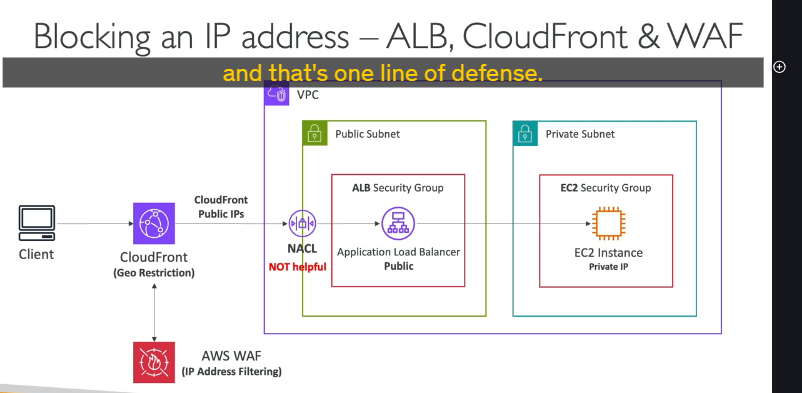 Blocking an IP address – ALB, CloudFront & WAF
and that's one line of defense.
VPC
Public Subnet
Private Subnet
ALB Security Group
EC2 Security Group
CloudFront
Public IPs
Client
CloudFront
(Geo Restriction)
NACL
NOT helpful
Application Load Balancer
Public
EC2 Instance
Private IP
AWS WAF
(IP Address Filtering)